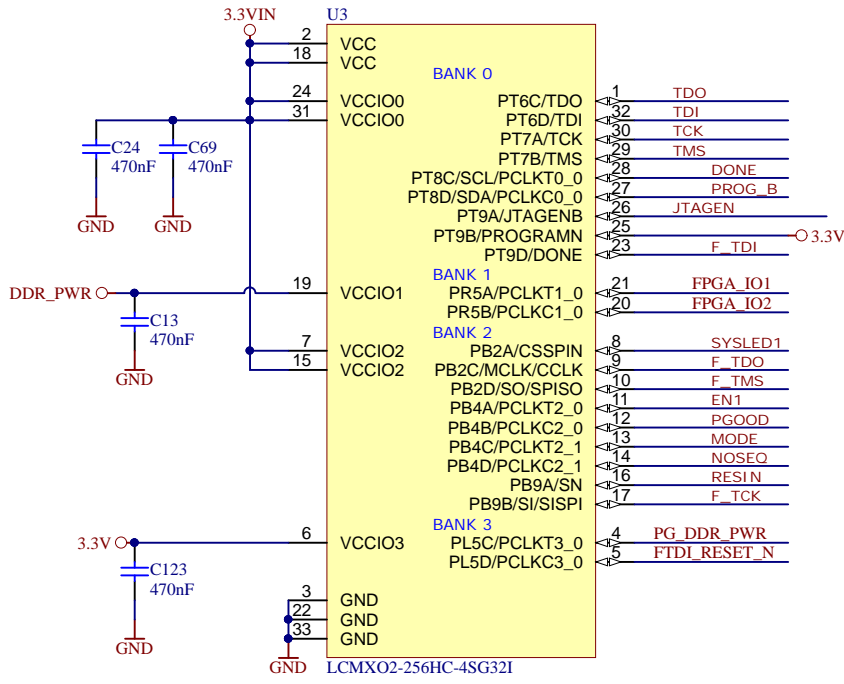 3.3VIN
U3
2 VCC
18 VCC
BANK 0
24 VCCIO0
31 VCCIO0
PT6C/TDO 1 TDO
PT6D/TDI 32 TDI
PT7A/TCK 30 TCK
PT7B/TMS 29 TMS
PT8C/SCL/PCLKT0_0 28 DONE
PT8D/SDA/PCLKC0_0 27 PROG_B
PT9A/JTAGENB 26 JTAGEN
PT9B/PROGRAMN 25 3.3V
PT9D/DONE 23 F_TDI
C24
470nF
C69
470nF
GND
GND
BANK 1
DDR_PWR 19 VCCIO1
PR5A/PCLKT1_0 21 FPGA_IO1
PR5B/PCLKC1_0 20 FPGA_IO2
C13
470nF
GND
BANK 2
7 VCCIO2
15 VCCIO2
PB2A/CSSPIN 8 SYSLED1
PB2C/MCLK/CCLK 9 F_TDO
PB2D/SO/SPISO 10 F_TMS
PB4A/PCLKT2_0 11 EN1
PB4B/PCLKC2_0 12 PGOOD
PB4C/PCLKT2_1 13 MODE
PB4D/PCLKC2_1 14 NOSEQ
PB9A/SN 16 RESIN
PB9B/SI/SISPI 17 F_TCK
BANK 3
3.3V 6 VCCIO3
PL5C/PCLKT3_0 4 PG_DDR_PWR
PL5D/PCLKC3_0 5 FTDI_RESET_N
C123
470nF
GND
3 GND
22 GND
33 GND
GND
LCMXO2-256HC-4SG32I